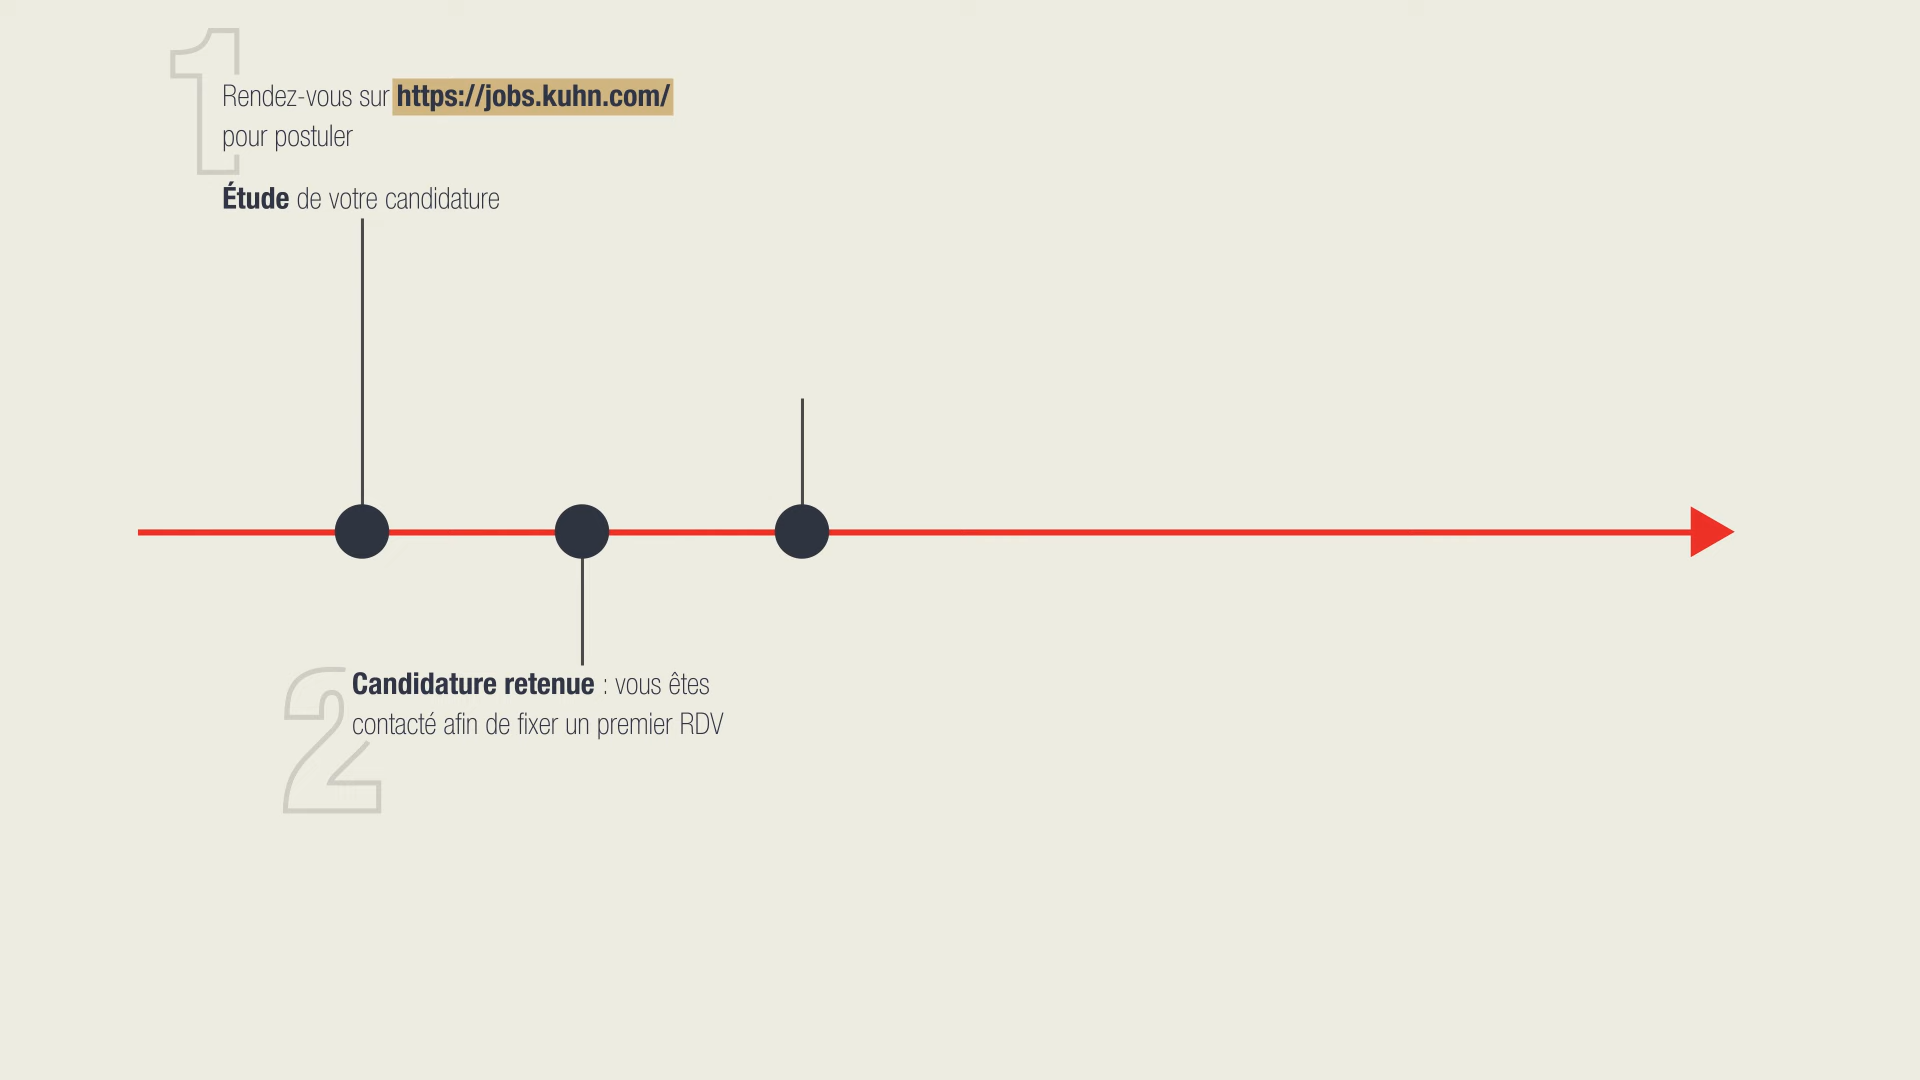 1
Rendez-vous sur https://jobs.kuhn.com/
pour postuler
Étude de votre candidature
2
Candidature retenue : vous êtes
contacté afin de fixer un premier RDV